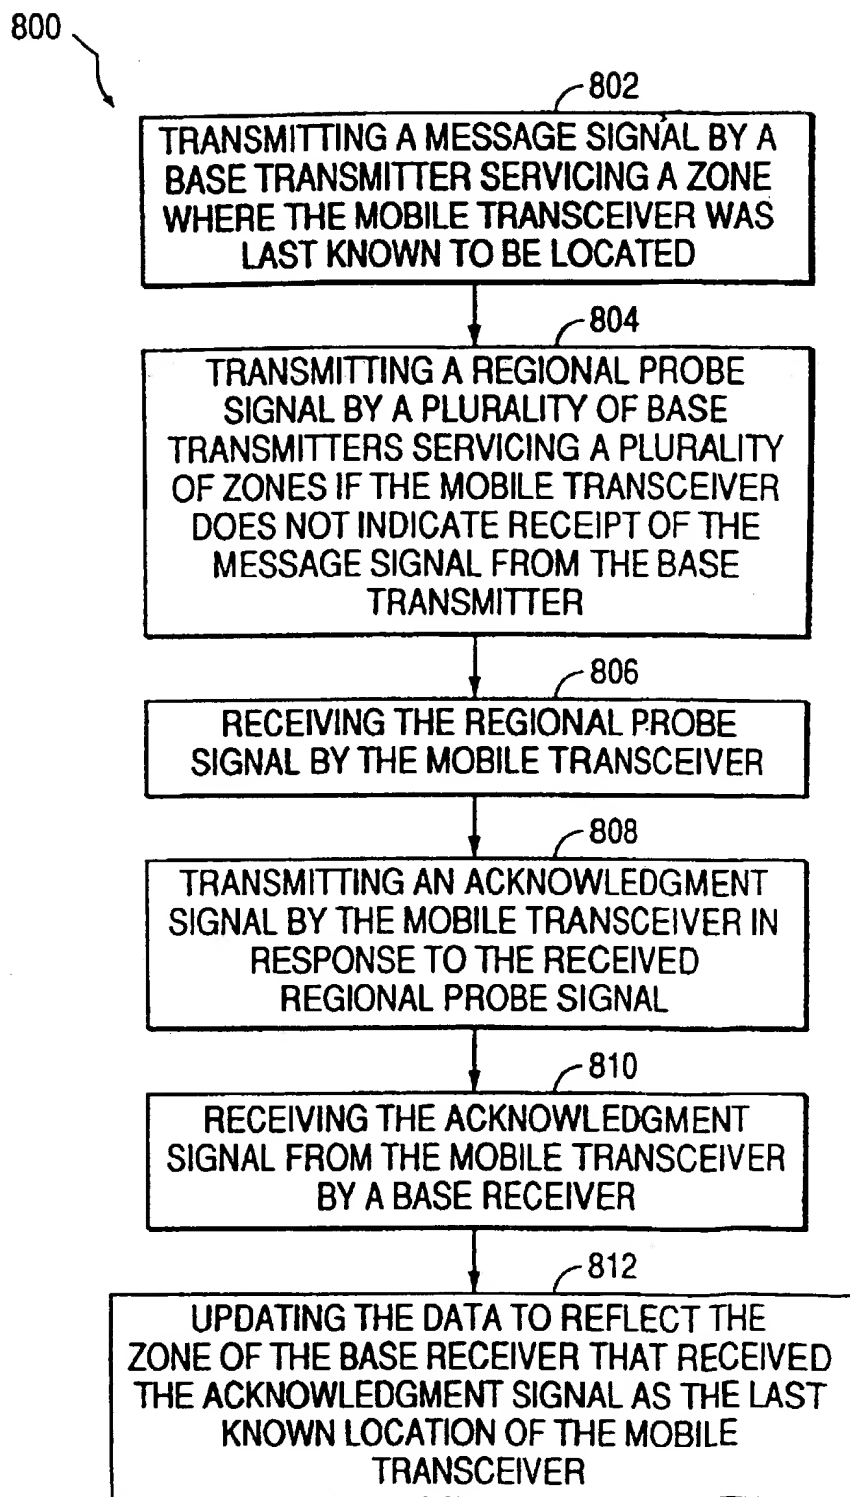 800
802
TRANSMITTING A MESSAGE SIGNAL BY A
BASE TRANSMITTER SERVICING A ZONE
WHERE THE MOBILE TRANSCEIVER WAS
LAST KNOWN TO BE LOCATED
804
TRANSMITTING A REGIONAL PROBE
SIGNAL BY A PLURALITY OF BASE
TRANSMITTERS SERVICING A PLURALITY
OF ZONES IF THE MOBILE TRANSCEIVER
DOES NOT INDICATE RECEIPT OF THE
MESSAGE SIGNAL FROM THE BASE
TRANSMITTER
806
RECEIVING THE REGIONAL PROBE
SIGNAL BY THE MOBILE TRANSCEIVER
808
TRANSMITTING AN ACKNOWLEDGMENT
SIGNAL BY THE MOBILE TRANSCEIVER IN
RESPONSE TO THE RECEIVED
REGIONAL PROBE SIGNAL
810
RECEIVING THE ACKNOWLEDGMENT
SIGNAL FROM THE MOBILE TRANSCEIVER
BY A BASE RECEIVER
812
UPDATING THE DATA TO REFLECT THE
ZONE OF THE BASE RECEIVER THAT RECEIVED
THE ACKNOWLEDGMENT SIGNAL AS THE LAST
KNOWN LOCATION OF THE MOBILE
TRANSCEIVER